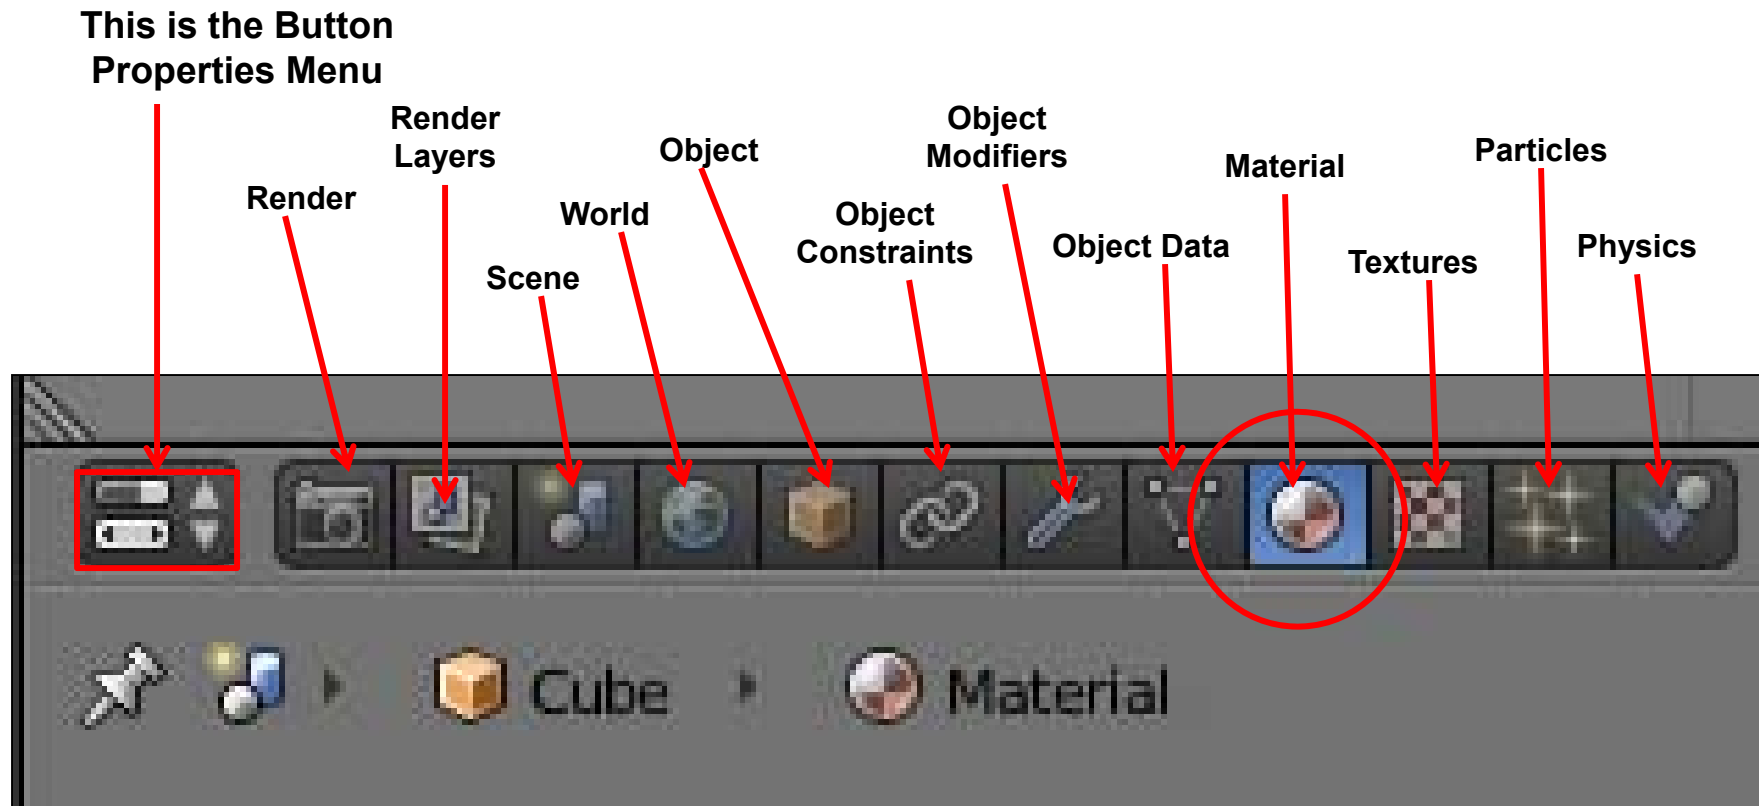 This is the Button
Properties Menu
Render
Layers
Object
Modifiers
Object
Particles
Material
Render
World
Object
Constraints
Object Data
Physics
Textures
Scene
Cube
Material